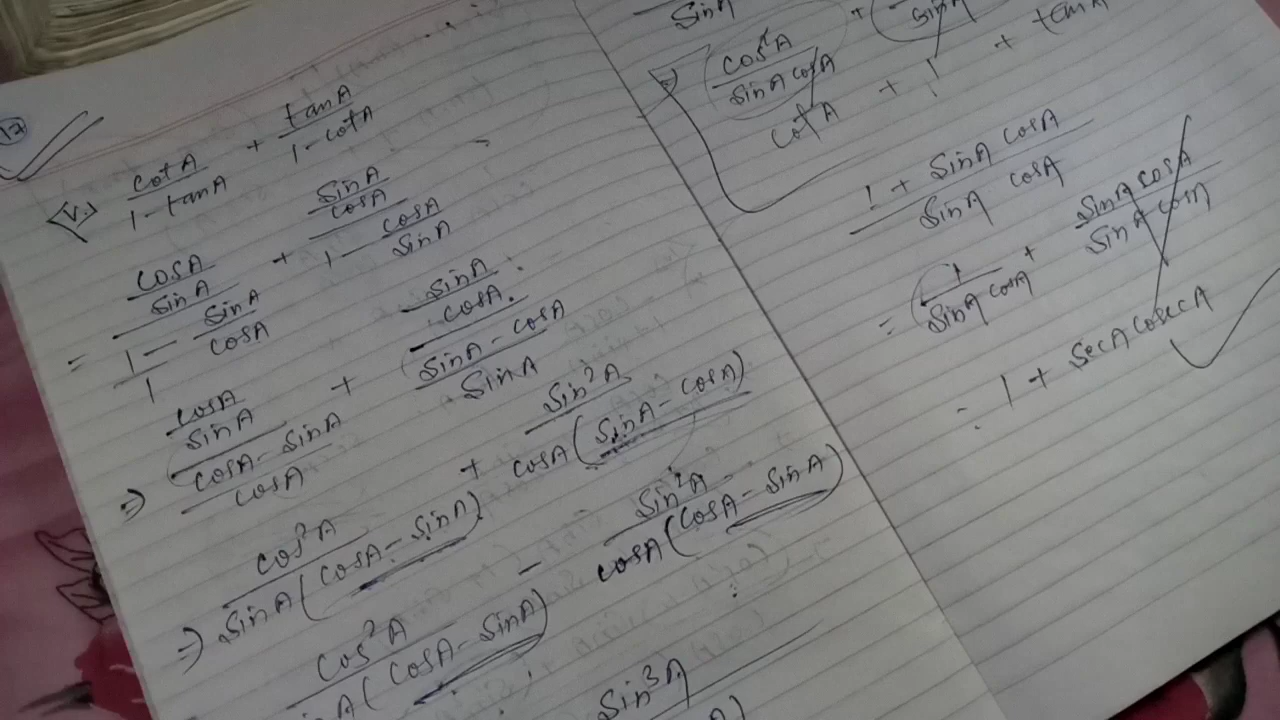 17
(V.) cotA/(1-tanA) + tanA/(1-cotA)
= (cosA/sinA)/(1 - sinA/cosA) + (sinA/cosA)/(1 - cosA/sinA)
1
⇒ (cosA/sinA)/((cosA-sinA)/cosA) + (sinA/cosA)/((sinA-cosA)/sinA)
⇒ cos²A/(sinA(cosA-sinA)) + sin²A/(cosA(sinA-cosA))
cos²A/(A(cosA-sinA)) - sin²A/(cosA(cosA-sinA))
sin³A
A)
sinA + sinA
⇒ cos²A/(sinA cosA)
cotA + 1 + tanA
(1 + sinA cosA)/(sinA cosA)
= 1/(sinA cosA) + (sinA cosA)/(sinA cosA)
= 1 + secA cosecA